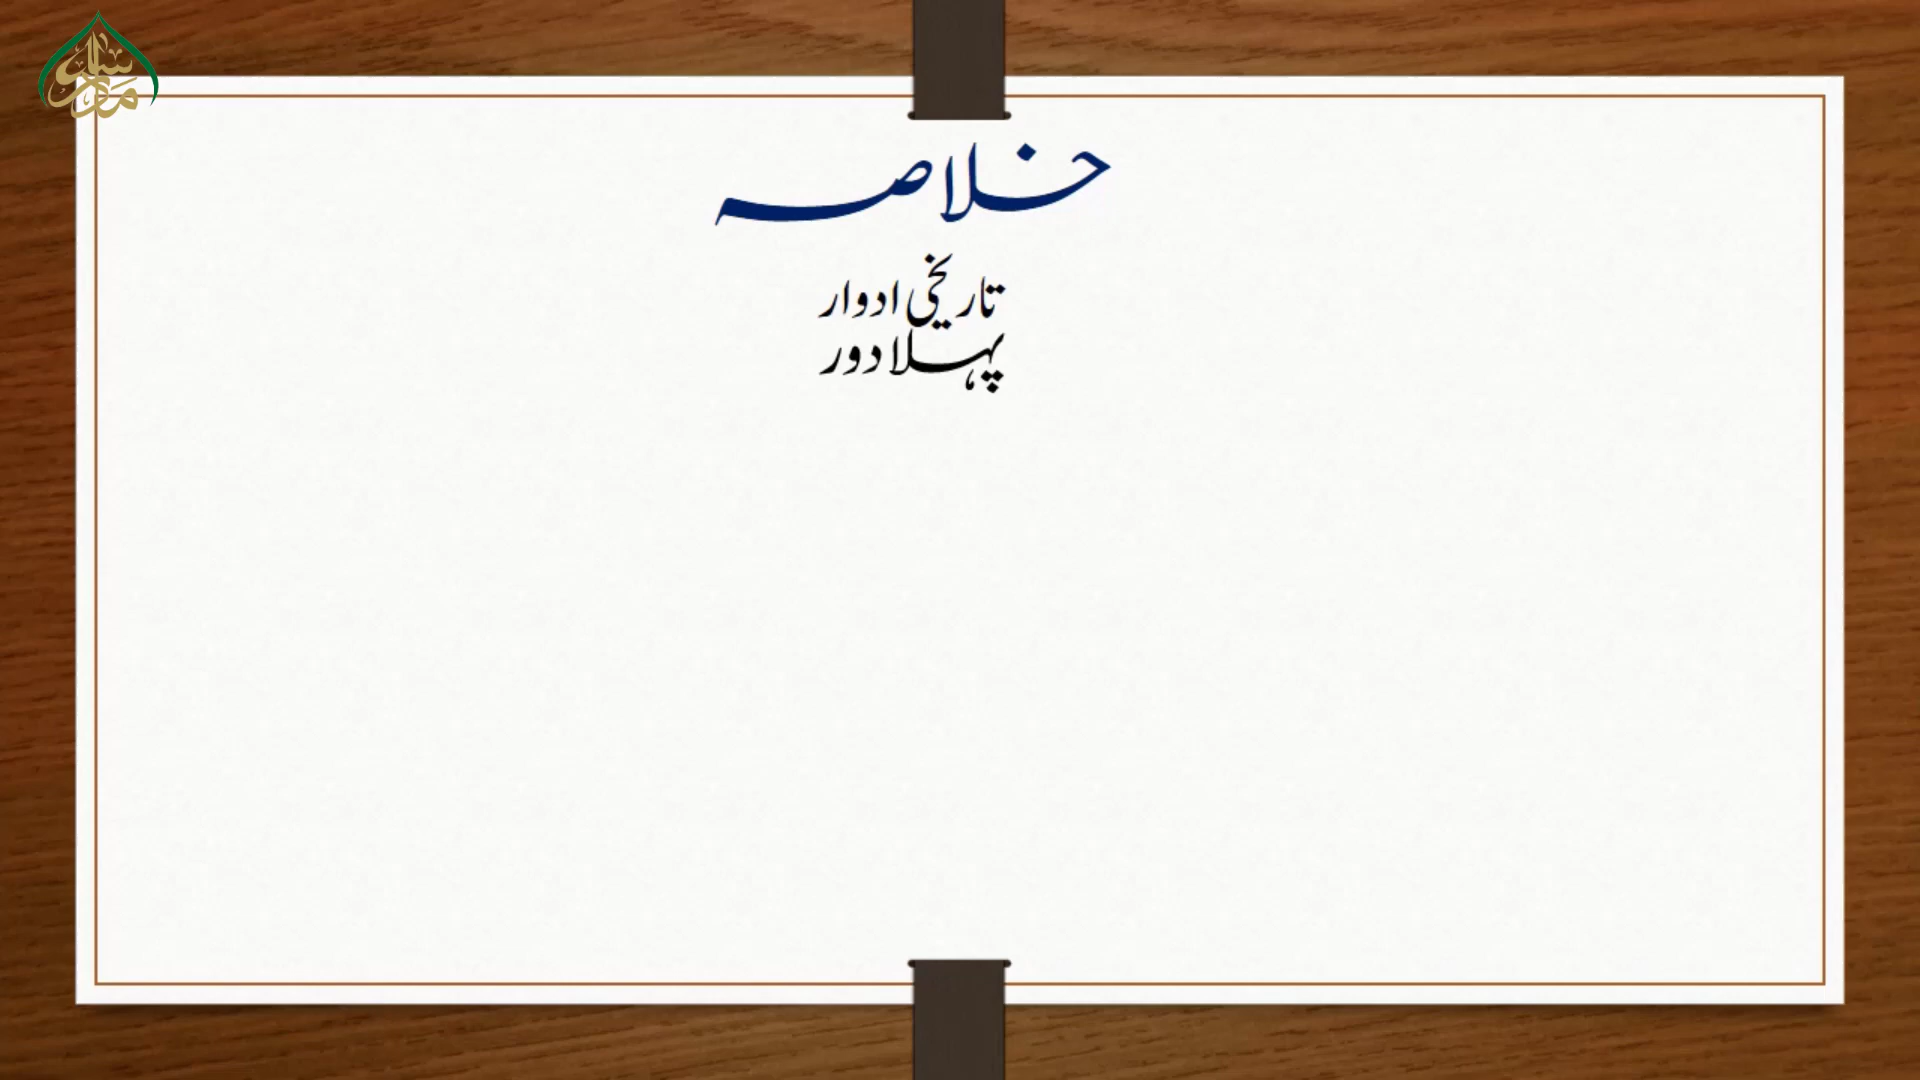 خلاصہ
تاریخی ادوار
پہلا دور